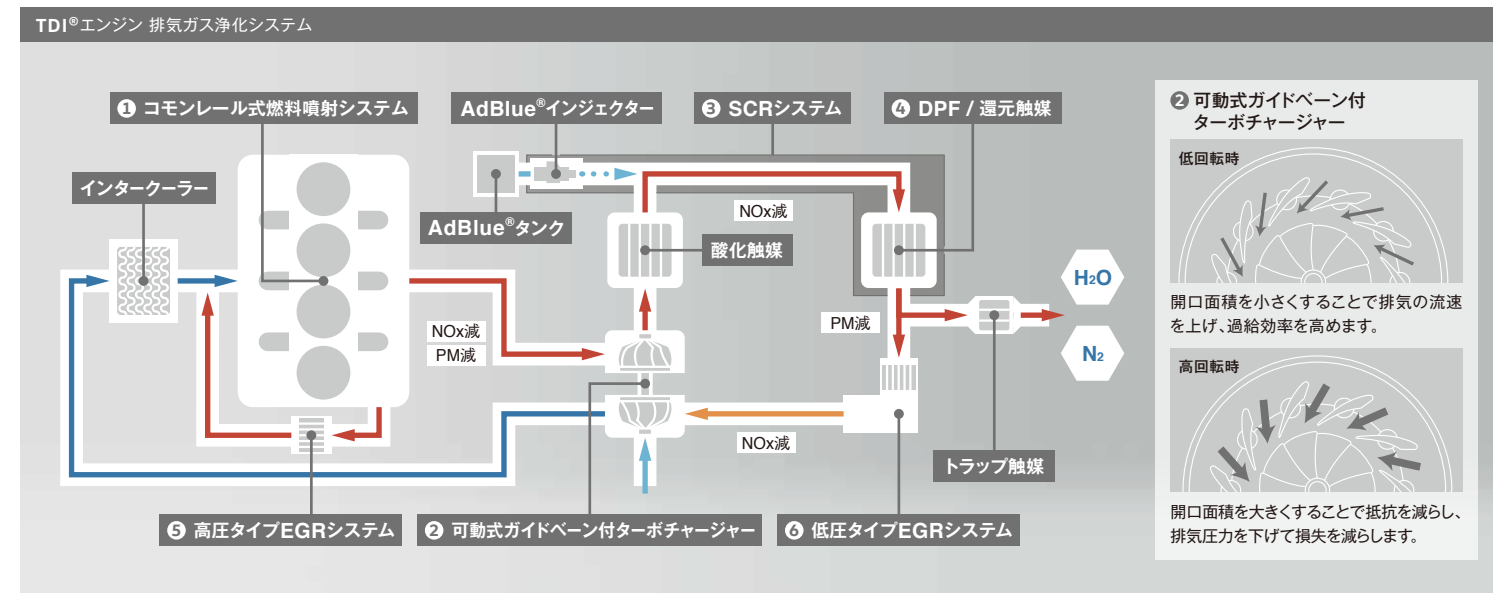 TDI®エンジン 排気ガス浄化システム
❶ コモンレール式燃料噴射システム
AdBlue®インジェクター
❸ SCRシステム
❹ DPF / 還元触媒
インタークーラー
AdBlue®タンク
NOx減
酸化触媒
H2O
NOx減
PM減
PM減
N2
NOx減
トラップ触媒
❺ 高圧タイプEGRシステム
❷ 可動式ガイドベーン付ターボチャージャー
❻ 低圧タイプEGRシステム
❷ 可動式ガイドベーン付
ターボチャージャー
低回転時
開口面積を小さくすることで排気の流速
を上げ、過給効率を高めます。
高回転時
開口面積を大きくすることで抵抗を減らし、
排気圧力を下げて損失を減らします。